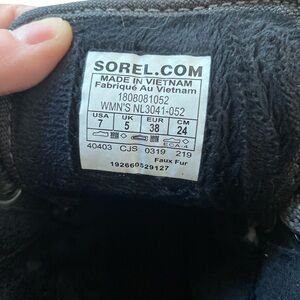 SOREL.COM
MADE IN VIETNAM
Fabriqué Au Vietnam
1808081052
WMN'S NL3041-052
USA UK EUR CM
7 5 38 24
40403 CJS 0319 219
Faux Fur